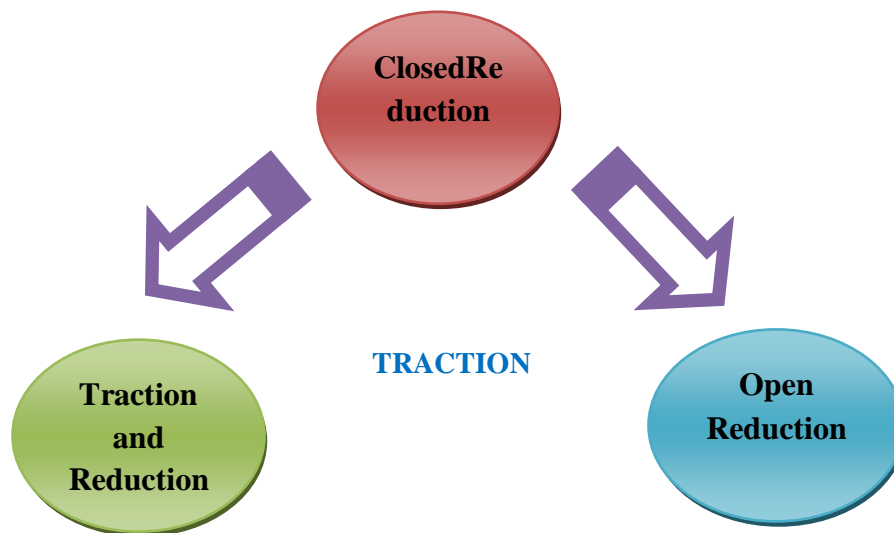 ClosedRe
duction
TRACTION
Traction
and
Reduction
Open
Reduction